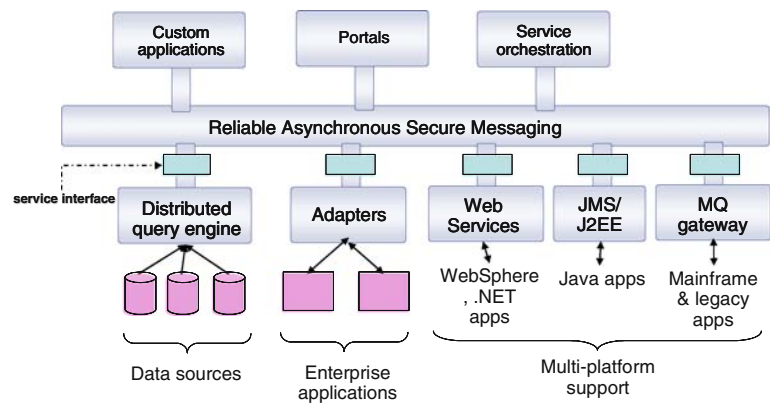 Custom
applications
Portals
Service
orchestration
Reliable Asynchronous Secure Messaging
service interface
Distributed
query engine
Adapters
Web
Services
JMS/
J2EE
MQ
gateway
WebSphere
, .NET
apps
Java apps
Mainframe
& legacy
apps
Data sources
Enterprise
applications
Multi-platform
support